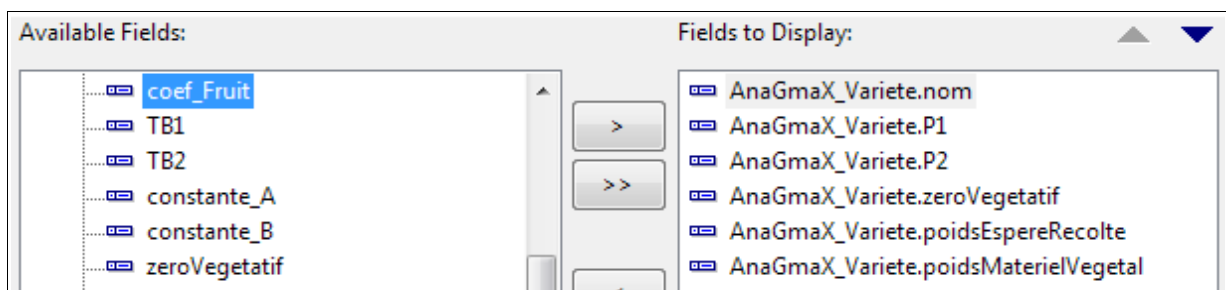 Available Fields:
coef_Fruit
TB1
TB2
constante_A
constante_B
zeroVegetatif
>
>>
Fields to Display:
AnaGmaX_Variete.nom
AnaGmaX_Variete.P1
AnaGmaX_Variete.P2
AnaGmaX_Variete.zeroVegetatif
AnaGmaX_Variete.poidsEspereRecolte
AnaGmaX_Variete.poidsMaterielVegetal